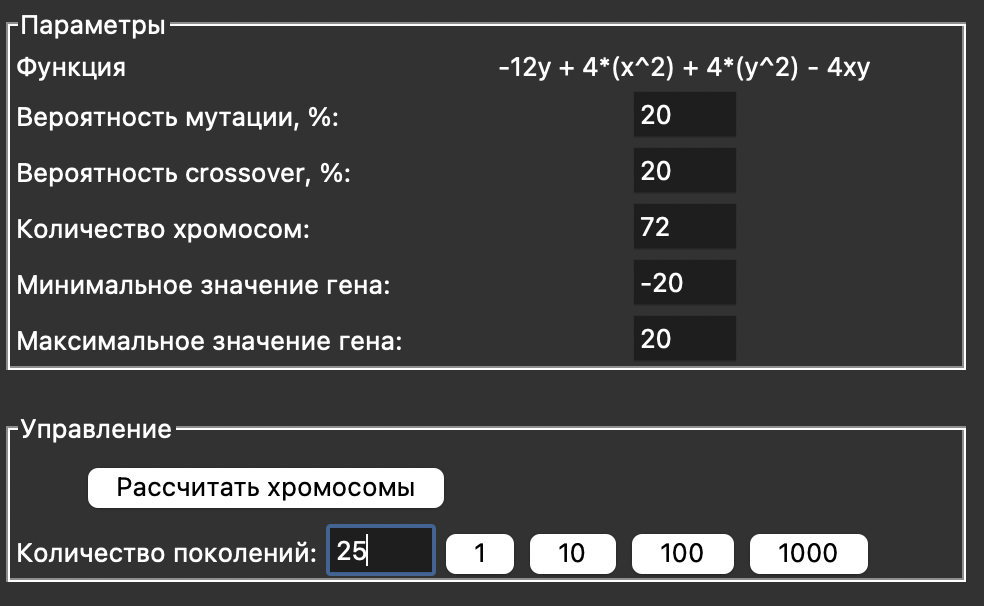 Параметры
Функция -12y + 4*(x^2) + 4*(y^2) - 4xy
Вероятность мутации, %: 20
Вероятность crossover, %: 20
Количество хромосом: 72
Минимальное значение гена: -20
Максимальное значение гена: 20
Управление
Рассчитать хромосомы
Количество поколений: 25 1 10 100 1000